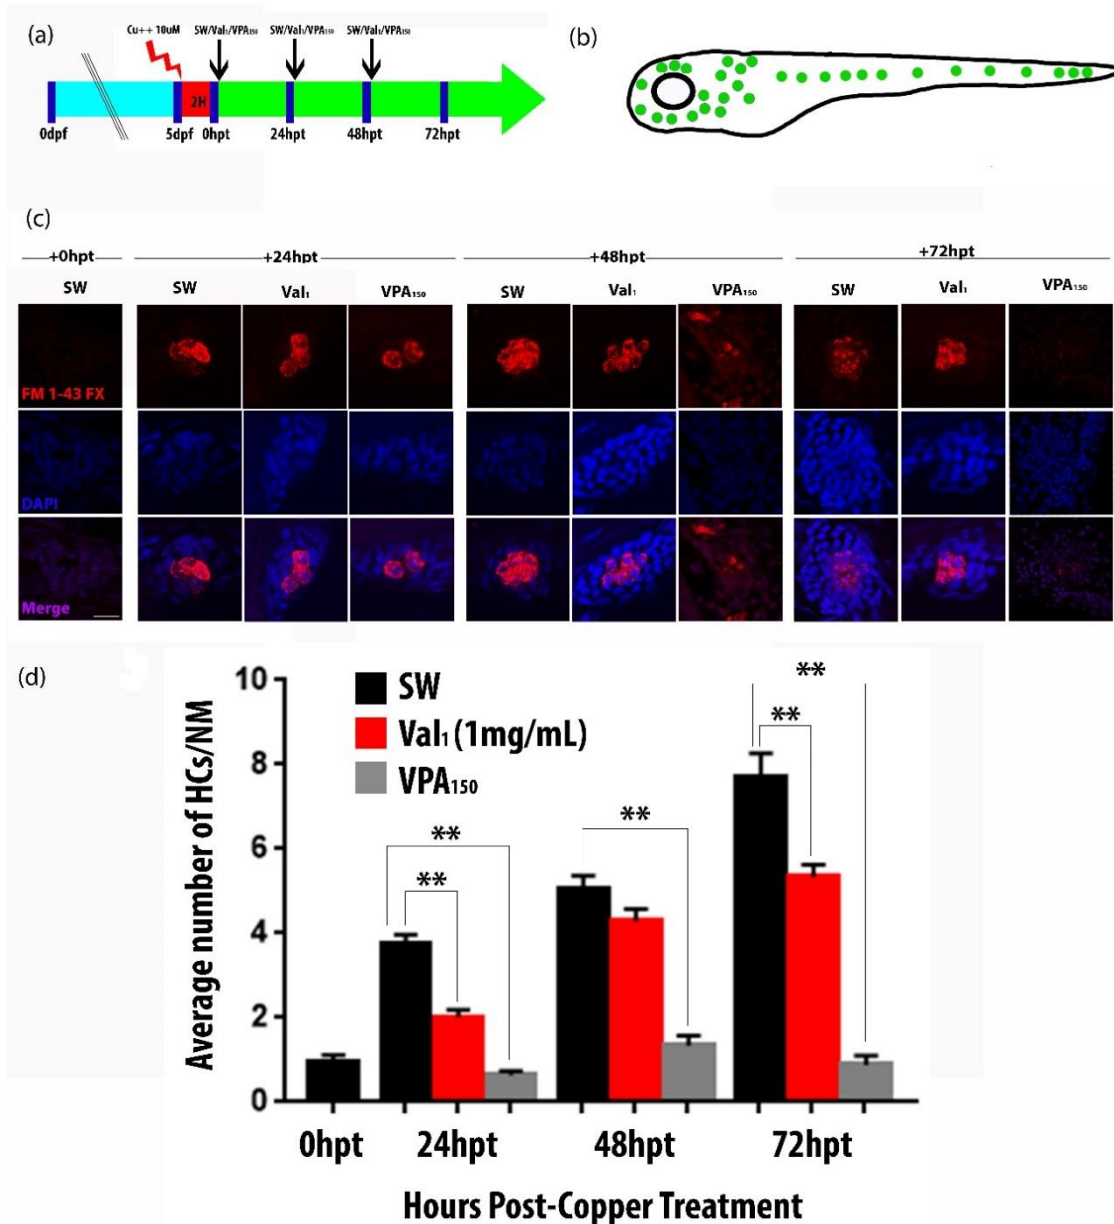 (a)
Cu++ 10uM
SW/Val₁/VPA₁₅₀
SW/Val₁/VPA₁₅₀
SW/Val₁/VPA₁₅₀
2H
0dpf
5dpf
0hpt
24hpt
48hpt
72hpt
(b)
(c)
+0hpt
+24hpt
+48hpt
+72hpt
SW
SW
Val₁
VPA₁₅₀
SW
Val₁
VPA₁₅₀
SW
Val₁
VPA₁₅₀
FM 1-43 FX
DAPI
Merge
(d)
Average number of HCs/NM
10
8
6
4
2
0
SW
Val₁ (1mg/mL)
VPA₁₅₀
**
**
**
**
**
0hpt
24hpt
48hpt
72hpt
Hours Post-Copper Treatment